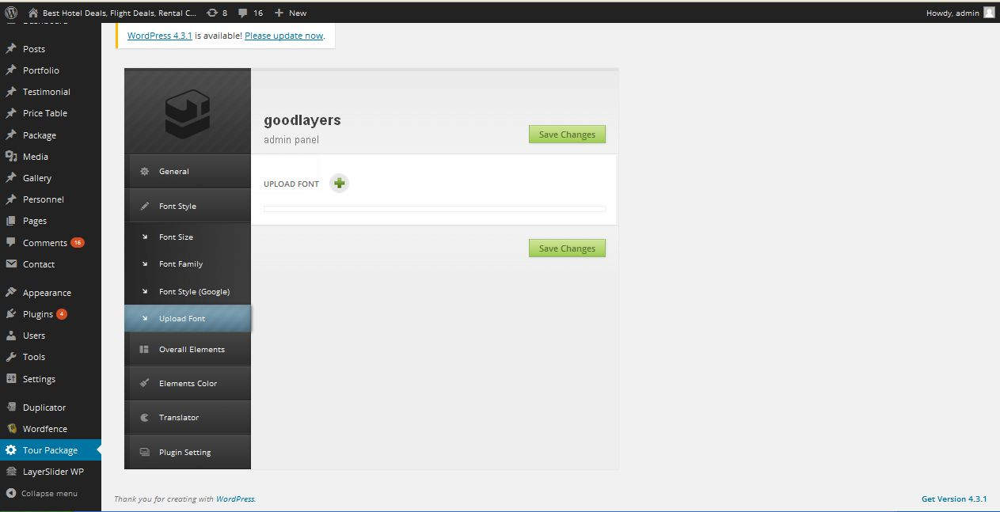 Best Hotel Deals, Flight Deals, Rental C... 8 16 New Howdy, admin
Dashboard
Posts
Portfolio
Testimonial
Price Table
Package
Media
Gallery
Personnel
Pages
Comments 16
Contact
Appearance
Plugins 4
Users
Tools
Settings
Duplicator
Wordfence
Tour Package
LayerSlider WP
Collapse menu
WordPress 4.3.1 is available! Please update now.
goodlayers
admin panel
Save Changes
General
Font Style
Font Size
Font Family
Font Style (Google)
Upload Font
Overall Elements
Elements Color
Translator
Plugin Setting
UPLOAD FONT
Save Changes
Thank you for creating with WordPress.
Get Version 4.3.1